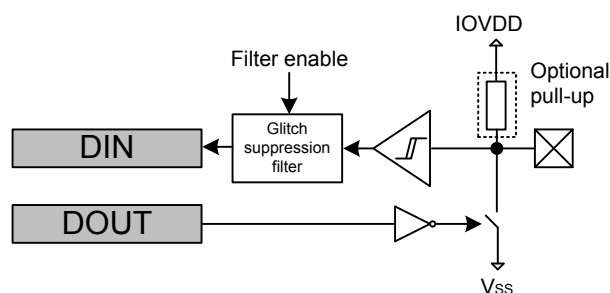 IOVDD
Filter enable
Optional
pull-up
Glitch
suppression
filter
DIN
DOUT
VSS